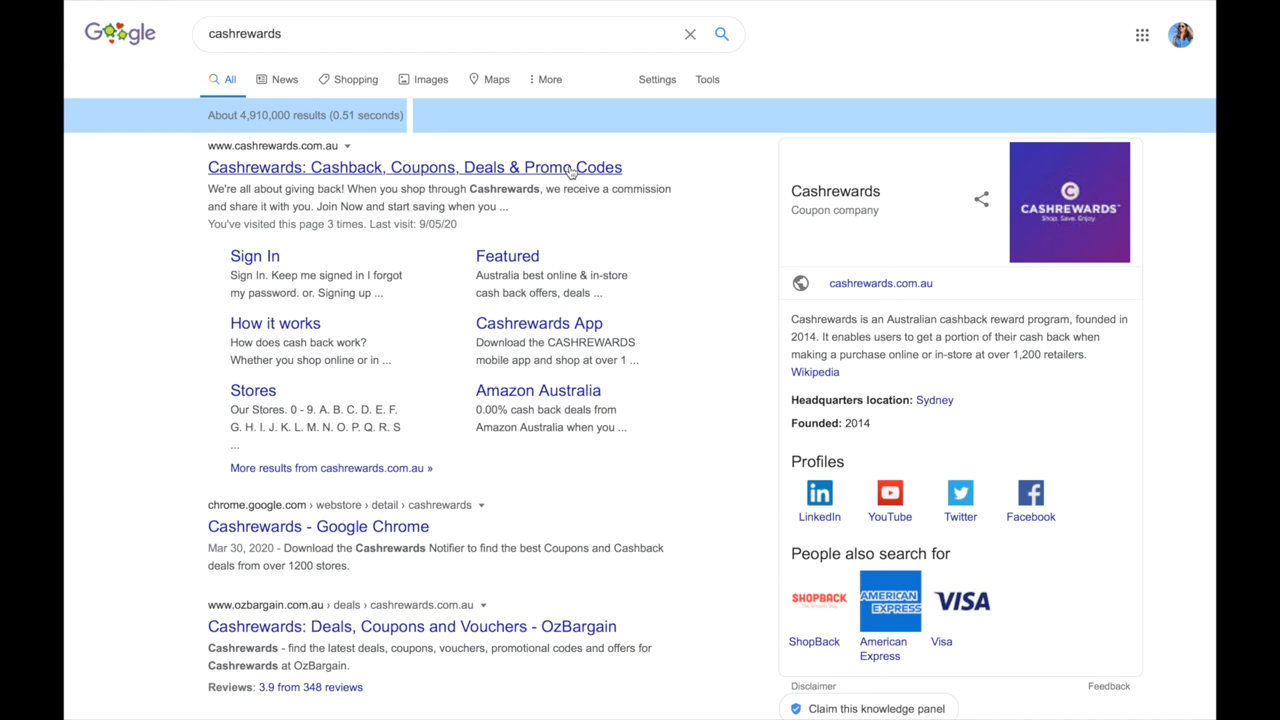 Google
cashrewards
All
News
Shopping
Images
Maps
More
Settings
Tools
About 4,910,000 results (0.51 seconds)
www.cashrewards.com.au
Cashrewards: Cashback, Coupons, Deals & Promo Codes
We're all about giving back! When you shop through Cashrewards, we receive a commission
and share it with you. Join Now and start saving when you ...
You've visited this page 3 times. Last visit: 9/05/20
Sign In
Sign In. Keep me signed in I forgot
my password. or. Signing up ...
Featured
Australia best online & in-store
cash back offers, deals ...
How it works
How does cash back work?
Whether you shop online or in ...
Cashrewards App
Download the CASHREWARDS
mobile app and shop at over 1 ...
Stores
Our Stores. 0 - 9. A. B. C. D. E. F.
G. H. I. J. K. L. M. N. O. P. Q. R. S
...
Amazon Australia
0.00% cash back deals from
Amazon Australia when you ...
More results from cashrewards.com.au »
chrome.google.com › webstore › detail › cashrewards
Cashrewards - Google Chrome
Mar 30, 2020 - Download the Cashrewards Notifier to find the best Coupons and Cashback
deals from over 1200 stores.
www.ozbargain.com.au › deals › cashrewards.com.au
Cashrewards: Deals, Coupons and Vouchers - OzBargain
Cashrewards - find the latest deals, coupons, vouchers, promotional codes and offers for
Cashrewards at OzBargain.
Reviews: 3.9 from 348 reviews
Cashrewards
Coupon company
C
CASHREWARDS™
Shop. Save. Enjoy.
cashrewards.com.au
Cashrewards is an Australian cashback reward program, founded in
2014. It enables users to get a portion of their cash back when
making a purchase online or in-store at over 1,200 retailers.
Wikipedia
Headquarters location: Sydney
Founded: 2014
Profiles
in
LinkedIn
YouTube
Twitter
f
Facebook
People also search for
SHOPBACK
AMERICAN
EXPRESS
VISA
ShopBack
American
Express
Visa
Disclaimer
Feedback
Claim this knowledge panel